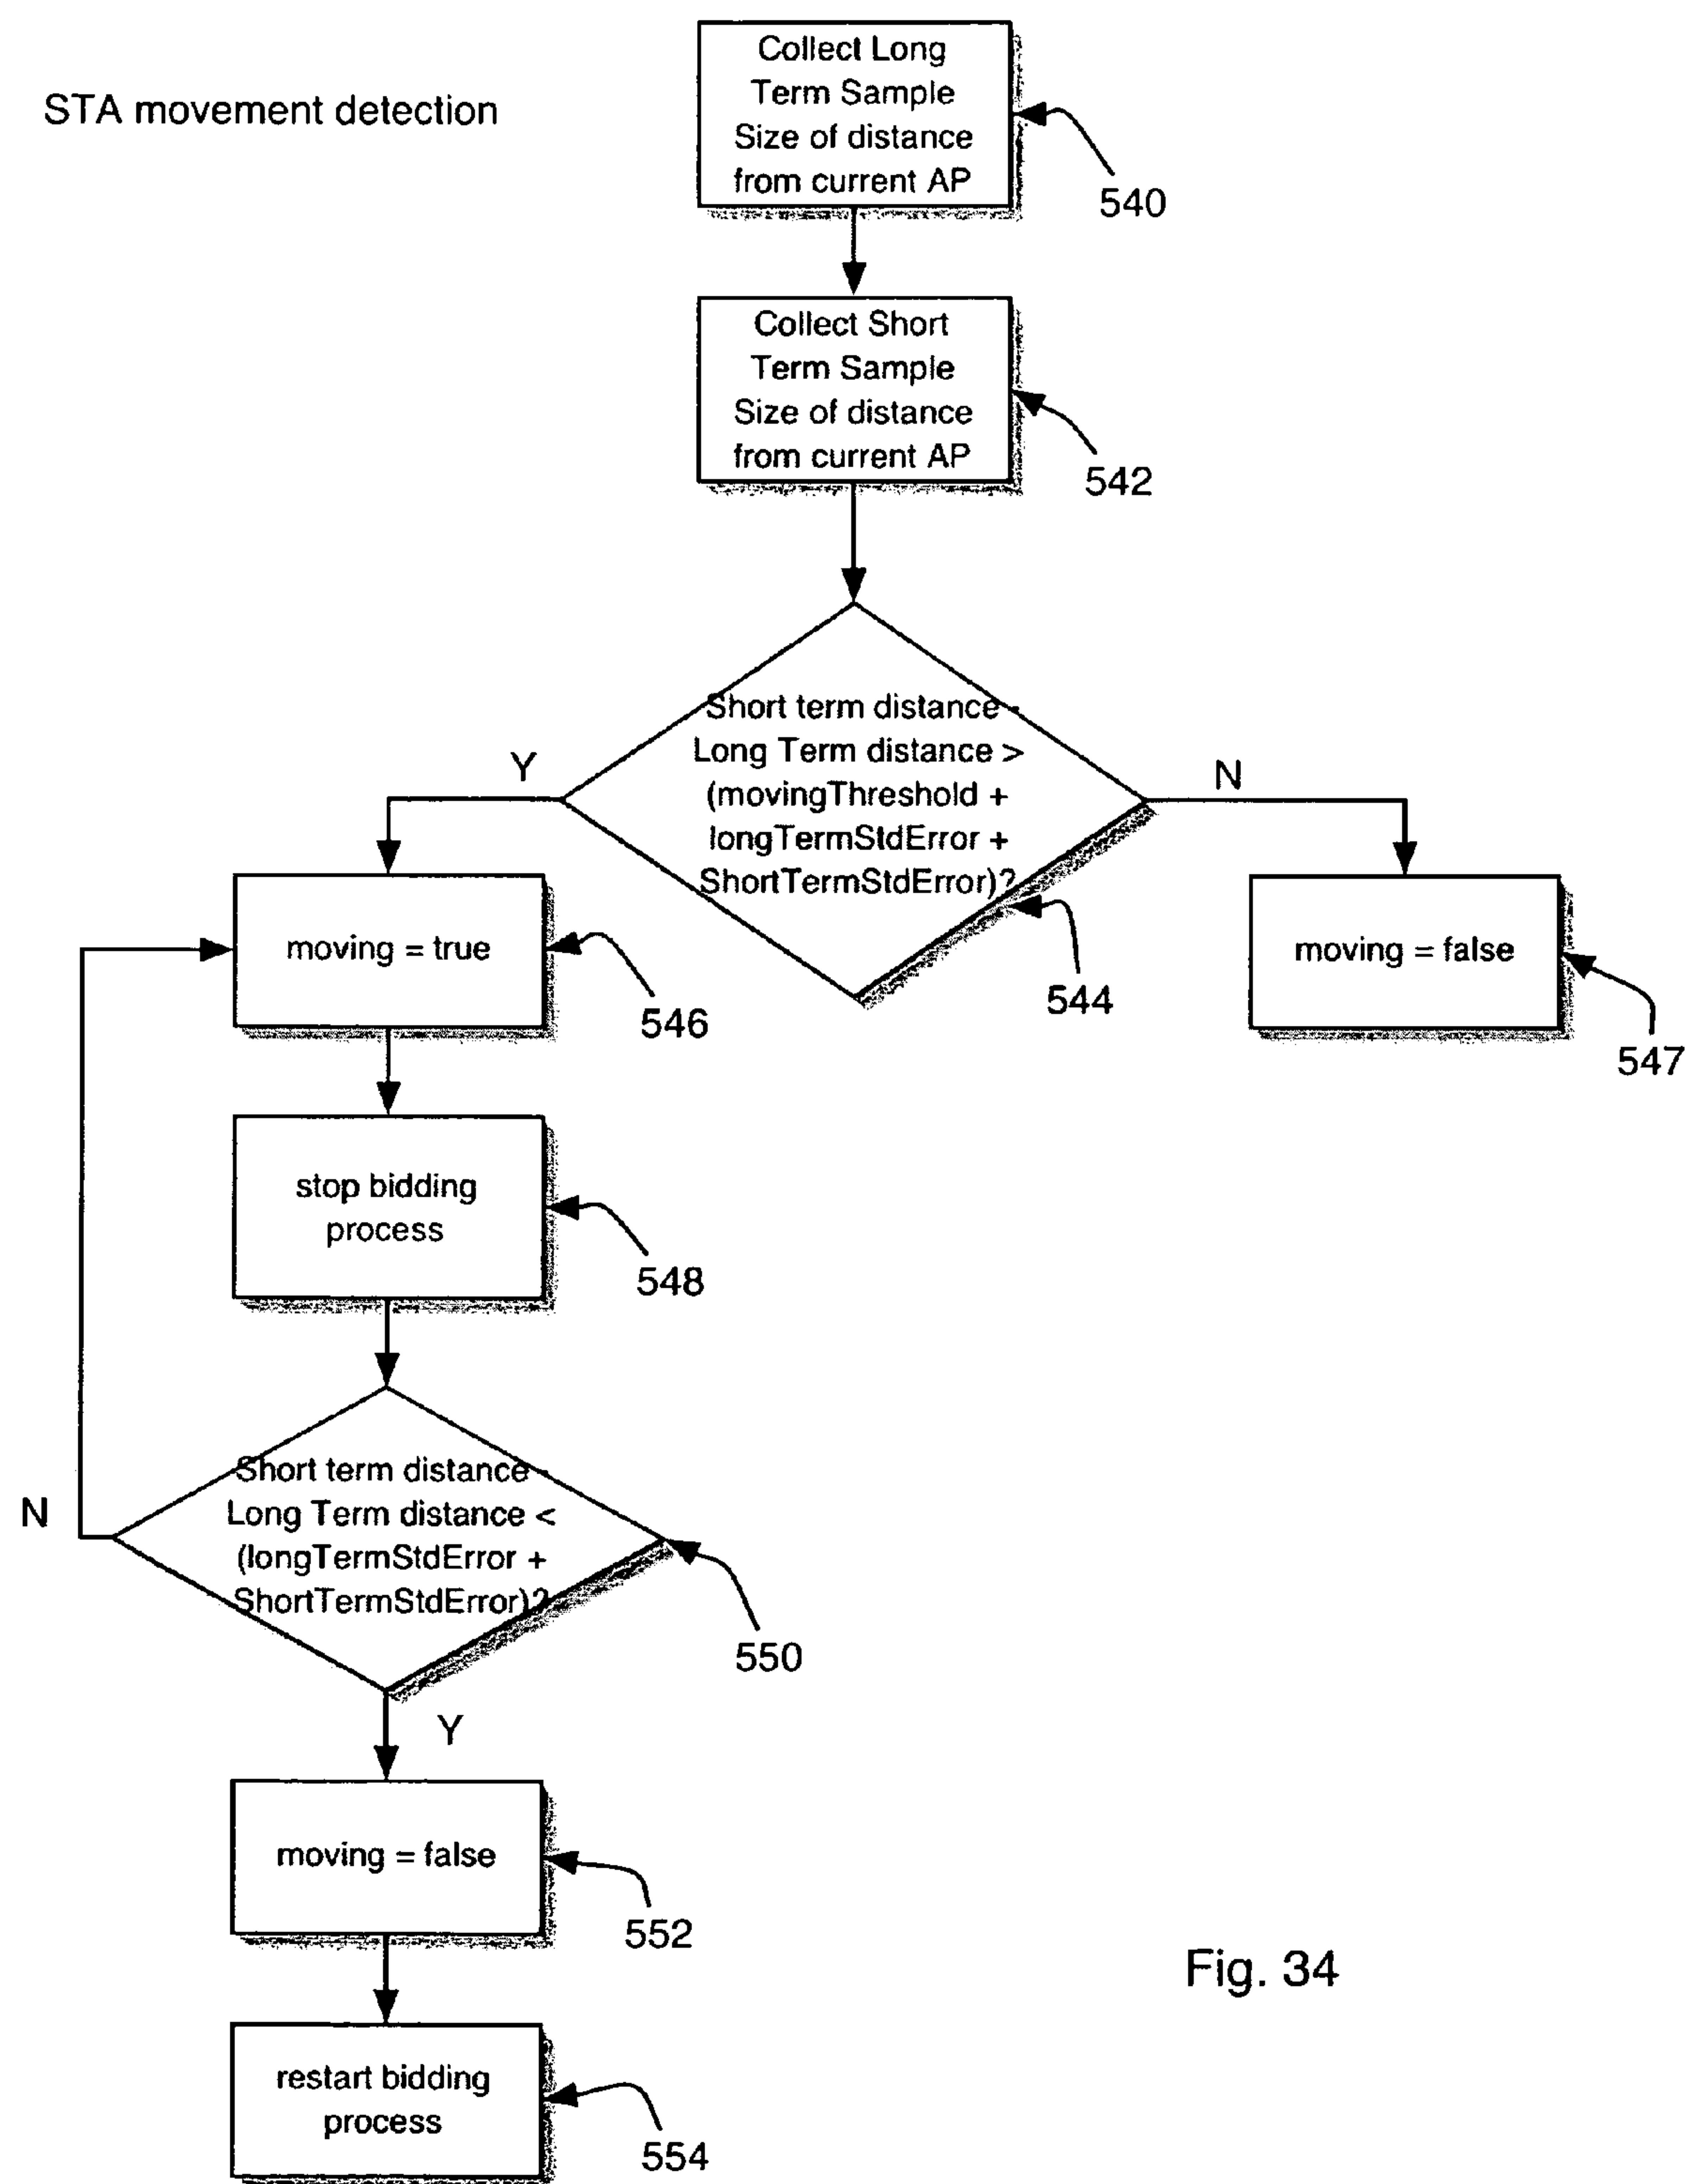 STA movement detection
Collect Long
Term Sample
Size of distance
from current AP
540
Collect Short
Term Sample
Size of distance
from current AP
542
Short term distance -
Long Term distance >
(movingThreshold +
longTermStdError +
ShortTermStdError)?
544
Y
N
moving = true
546
moving = false
547
stop bidding
process
548
Short term distance -
Long Term distance <
(longTermStdError +
ShortTermStdError)?
550
N
Y
moving = false
552
restart bidding
process
554
Fig. 34